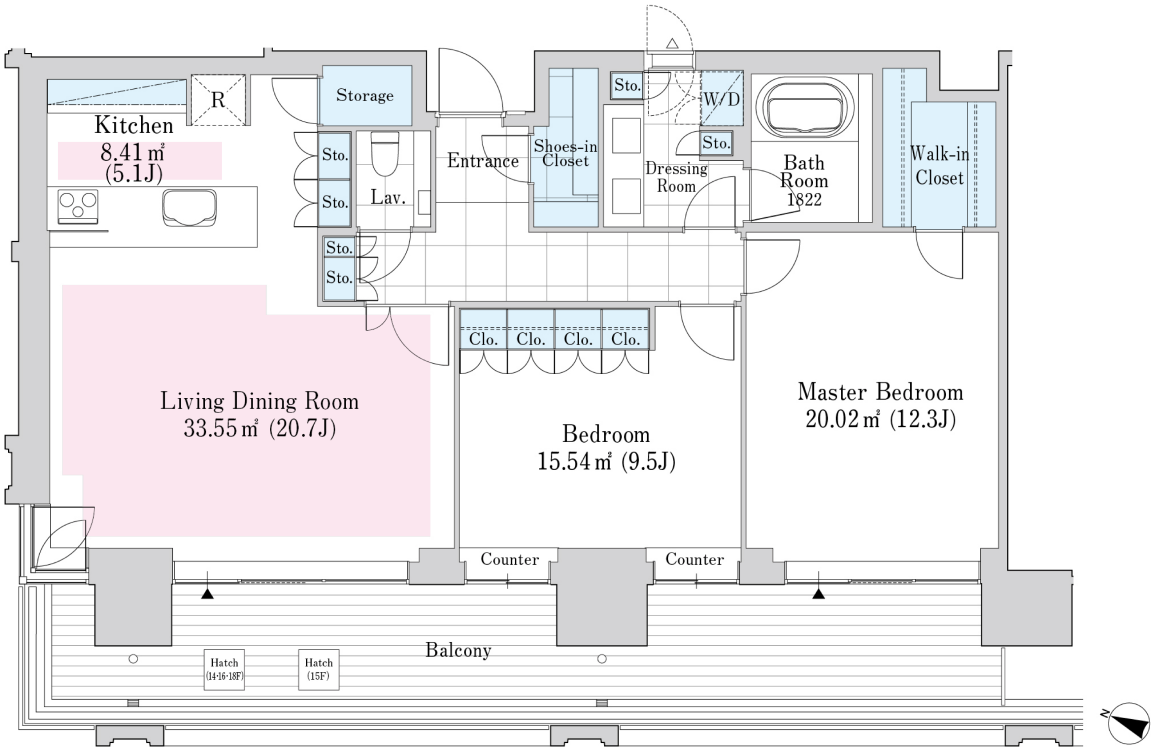 Sto.
R
Storage
W/D
Kitchen
8.41㎡
(5.1J)
Sto.
Sto.
Lav.
Entrance
Shoes-in
Closet
Sto.
Dressing
Room
Bath
Room
1822
Walk-in
Closet
Sto.
Sto.
Clo.
Clo.
Clo.
Clo.
Living Dining Room
33.55㎡ (20.7J)
Bedroom
15.54㎡ (9.5J)
Master Bedroom
20.02㎡ (12.3J)
Counter
Counter
Balcony
Hatch
(14·16·18F)
Hatch
(15F)
N